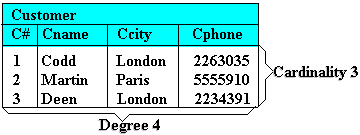 Customer
C# Cname Ccity Cphone
1 Codd London 2263035
2 Martin Paris 5555910
3 Deen London 2234391
Cardinality 3
Degree 4